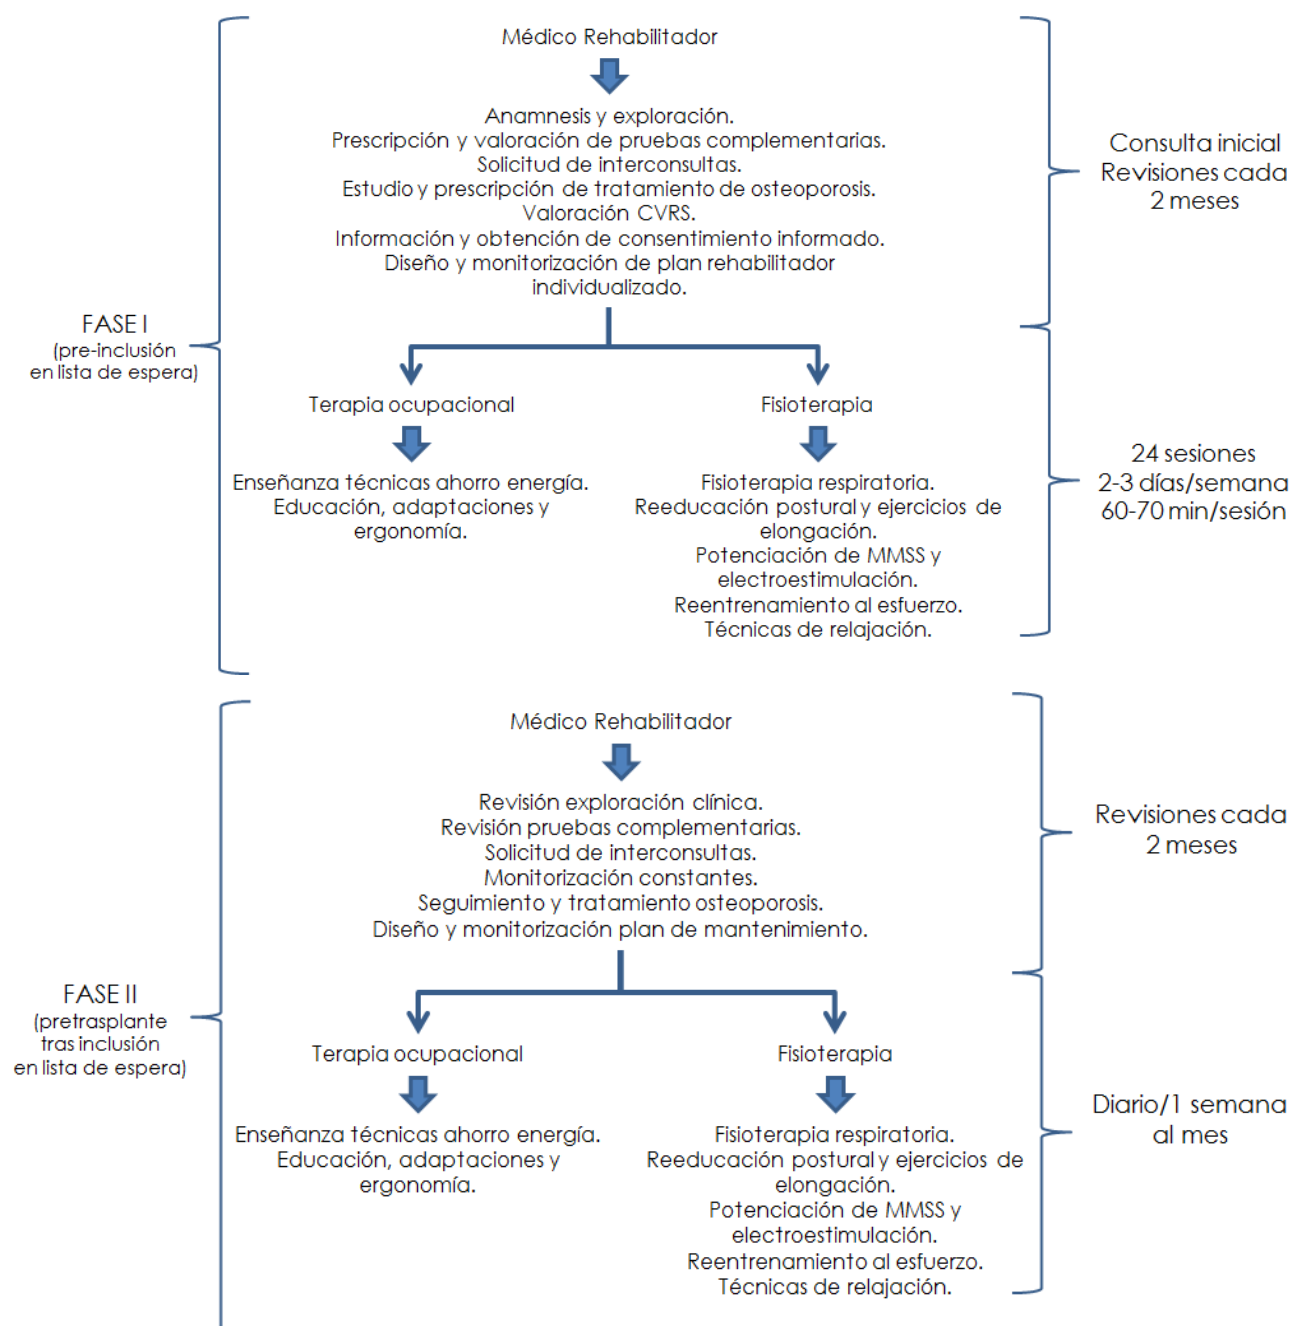 Médico Rehabilitador
Anamnesis y exploración.
Prescripción y valoración de pruebas complementarias.
Solicitud de interconsultas.
Estudio y prescripción de tratamiento de osteoporosis.
Valoración CVRS.
Información y obtención de consentimiento informado.
Diseño y monitorización de plan rehabilitador
individualizado.
Consulta inicial
Revisiones cada
2 meses
FASE I
(pre-inclusión
en lista de espera)
Terapia ocupacional
Enseñanza técnicas ahorro energía.
Educación, adaptaciones y
ergonomía.
Fisioterapia
Fisioterapia respiratoria.
Reeducación postural y ejercicios de
elongación.
Potenciación de MMSS y
electroestimulación.
Reentrenamiento al esfuerzo.
Técnicas de relajación.
24 sesiones
2-3 días/semana
60-70 min/sesión
Médico Rehabilitador
Revisión exploración clínica.
Revisión pruebas complementarias.
Solicitud de interconsultas.
Monitorización constantes.
Seguimiento y tratamiento osteoporosis.
Diseño y monitorización plan de mantenimiento.
Revisiones cada
2 meses
FASE II
(pretrasplante
tras inclusión
en lista de espera)
Terapia ocupacional
Enseñanza técnicas ahorro energía.
Educación, adaptaciones y
ergonomía.
Fisioterapia
Fisioterapia respiratoria.
Reeducación postural y ejercicios de
elongación.
Potenciación de MMSS y
electroestimulación.
Reentrenamiento al esfuerzo.
Técnicas de relajación.
Diario/1 semana
al mes